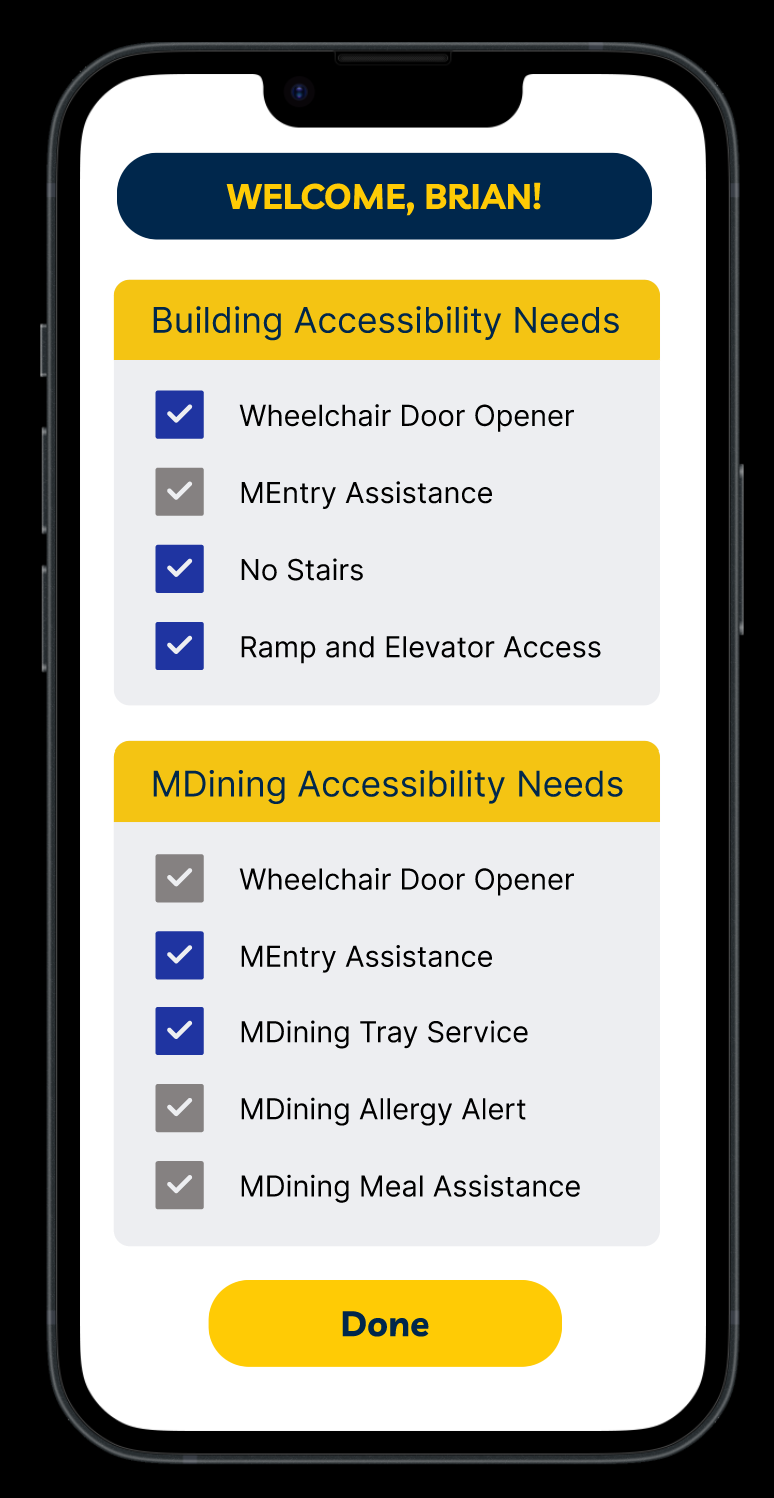 WELCOME, BRIAN!
Building Accessibility Needs
Wheelchair Door Opener
MEntry Assistance
No Stairs
Ramp and Elevator Access
MDining Accessibility Needs
Wheelchair Door Opener
MEntry Assistance
MDining Tray Service
MDining Allergy Alert
MDining Meal Assistance
Done